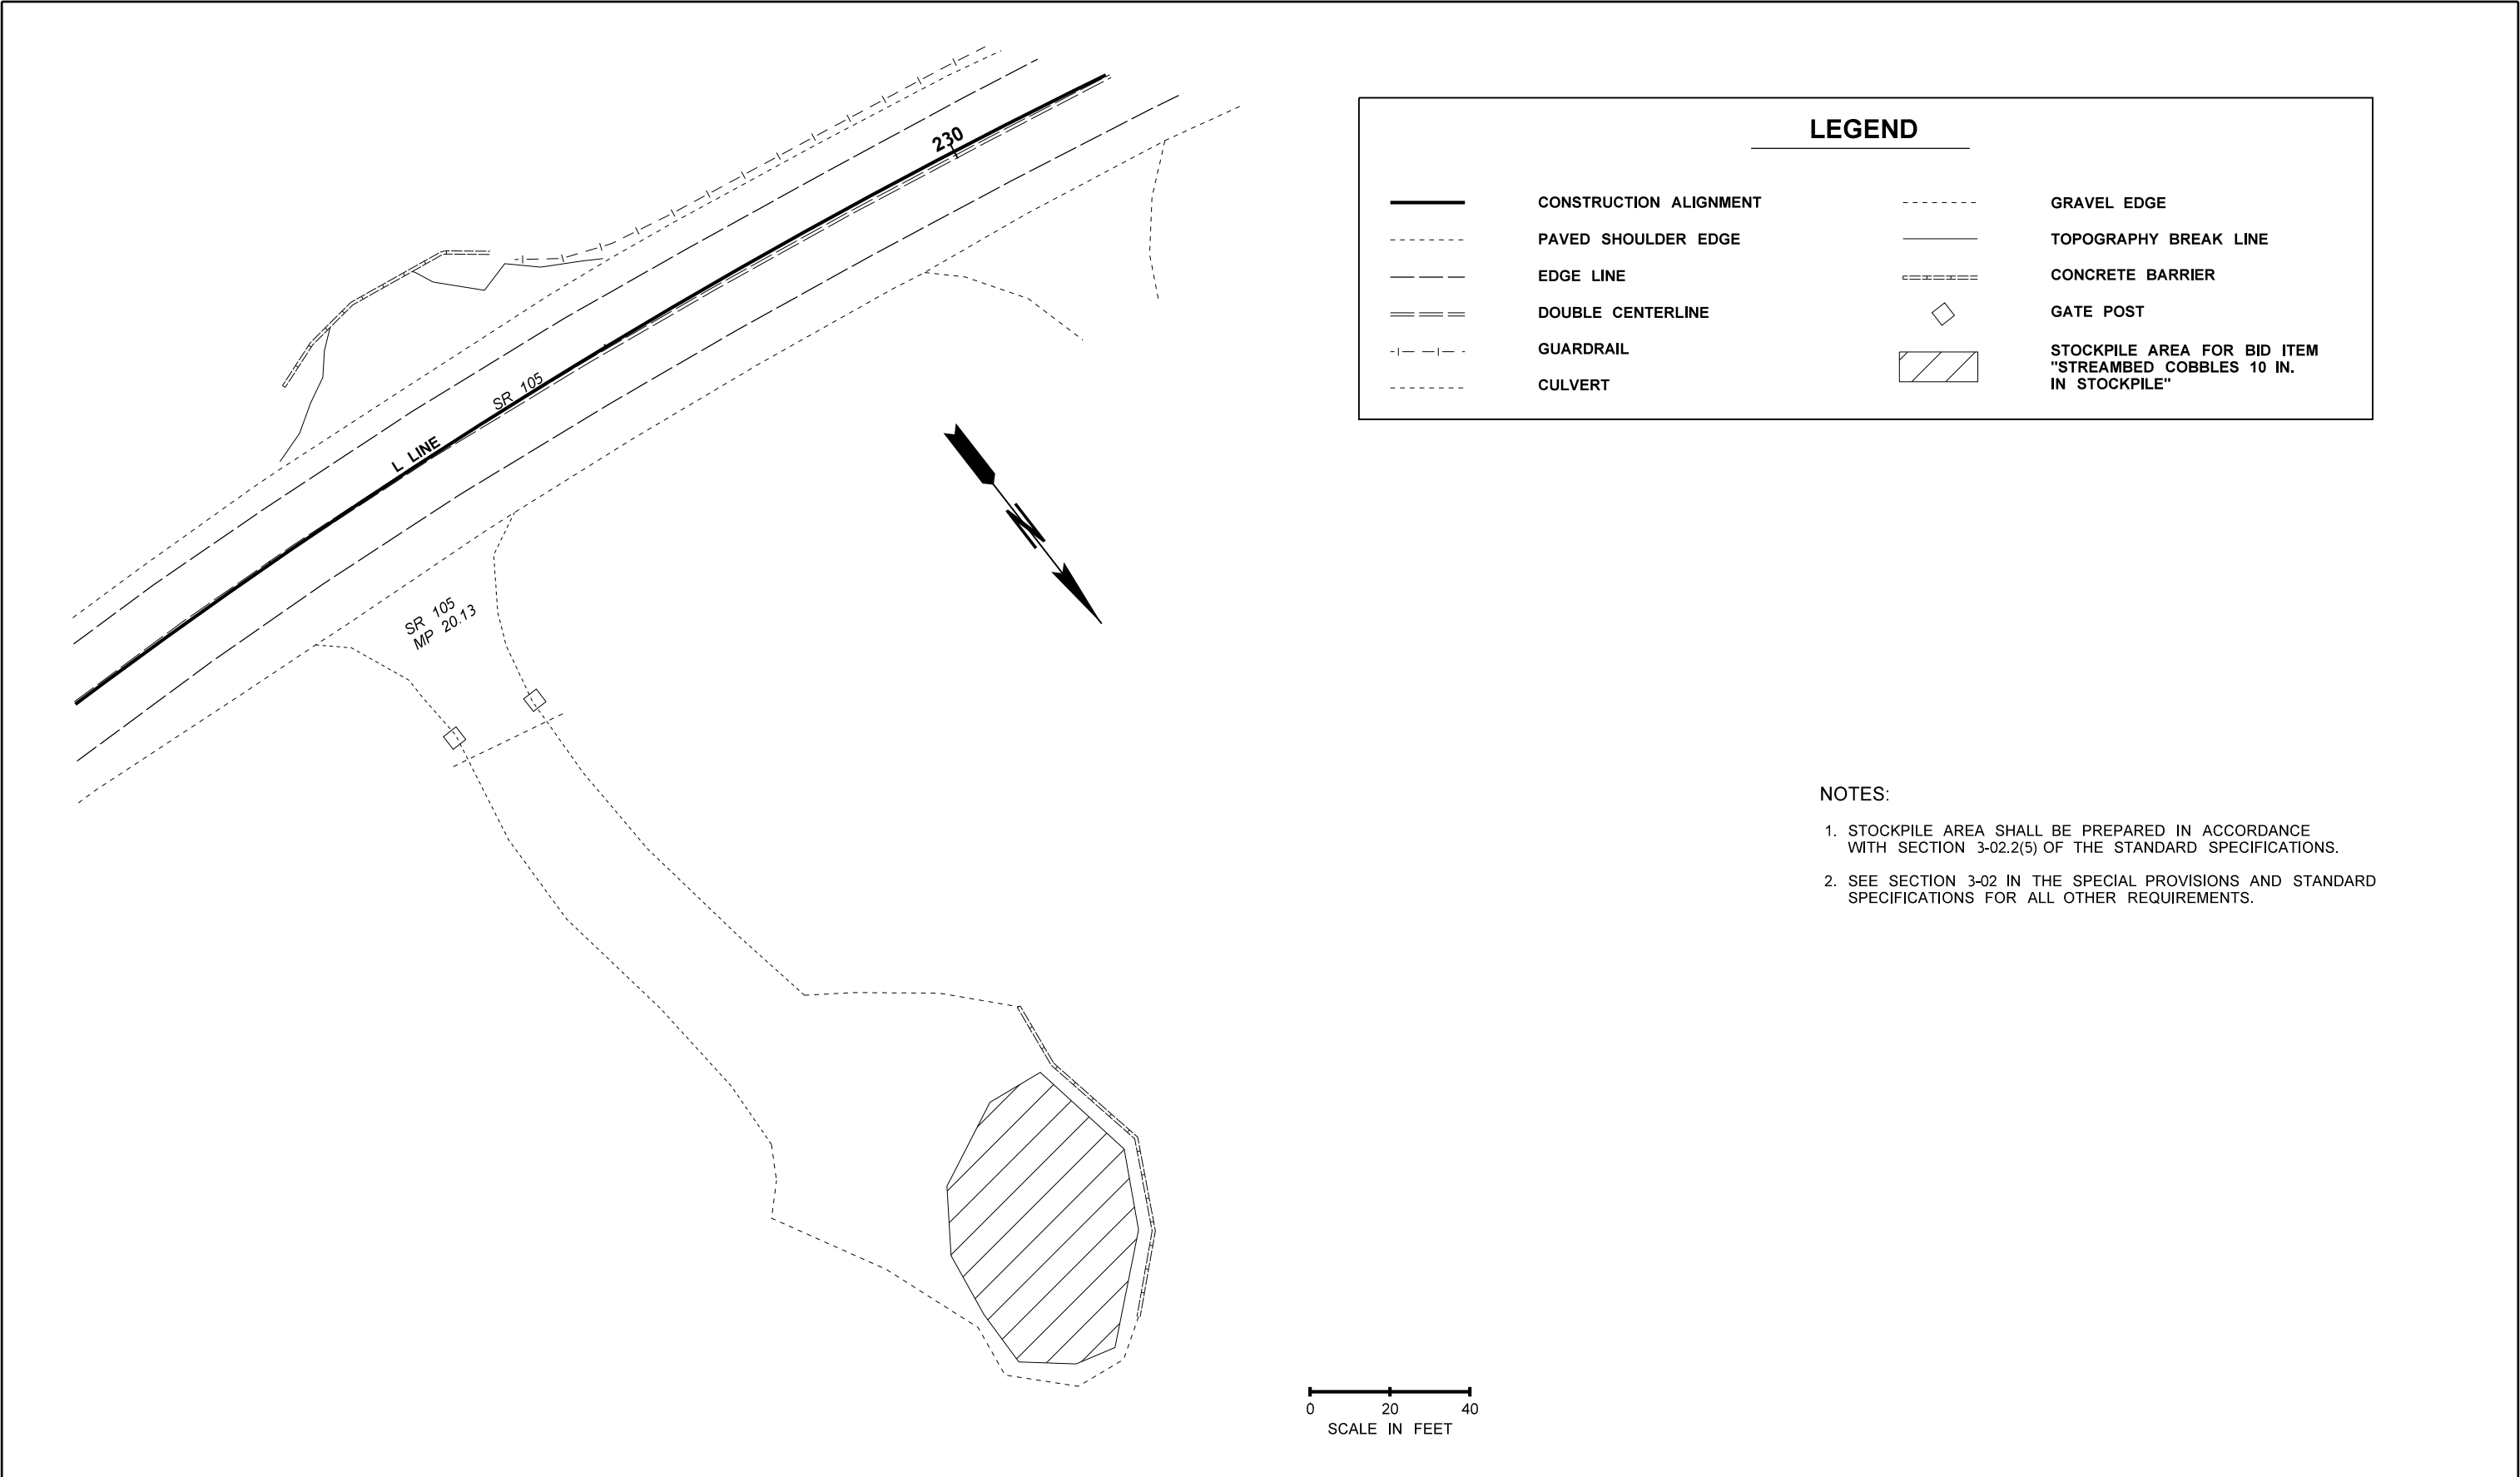 230
SR 105
L LINE
SR 105
MP 20.13
N
LEGEND
CONSTRUCTION ALIGNMENT
PAVED SHOULDER EDGE
EDGE LINE
DOUBLE CENTERLINE
GUARDRAIL
CULVERT
GRAVEL EDGE
TOPOGRAPHY BREAK LINE
CONCRETE BARRIER
GATE POST
STOCKPILE AREA FOR BID ITEM
"STREAMBED COBBLES 10 IN.
IN STOCKPILE"
NOTES:
1. STOCKPILE AREA SHALL BE PREPARED IN ACCORDANCE
WITH SECTION 3-02.2(5) OF THE STANDARD SPECIFICATIONS.
2. SEE SECTION 3-02 IN THE SPECIAL PROVISIONS AND STANDARD
SPECIFICATIONS FOR ALL OTHER REQUIREMENTS.
0 20 40
SCALE IN FEET